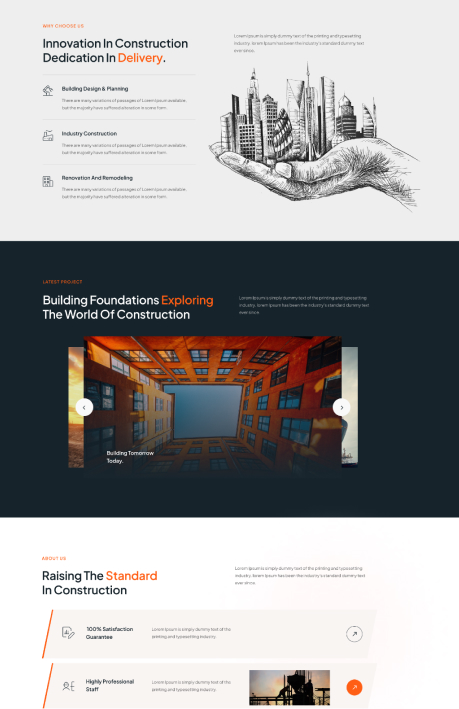 WHY CHOOSE US
Innovation In Construction
Dedication In Delivery.
Lorem Ipsum is simply dummy text of the printing and typesetting
industry. lorem Ipsum has been the industry's standard dummy text
ever since.
Building Design & Planning
There are many variations of passages of Lorem Ipsum available,
but the majority have suffered alteration in some form.
Industry Construction
There are many variations of passages of Lorem Ipsum available,
but the majority have suffered alteration in some form.
Renovation And Remodeling
There are many variations of passages of Lorem Ipsum available,
but the majority have suffered alteration in some form.
LATEST PROJECT
Building Foundations Exploring
The World Of Construction
Lorem Ipsum is simply dummy text of the printing and typesetting
industry. lorem Ipsum has been the industry's standard dummy text
ever since.
Building Tomorrow
Today.
ABOUT US
Raising The Standard
In Construction
Lorem Ipsum is simply dummy text of the printing and typesetting
industry. lorem Ipsum has been the industry's standard dummy text
ever since.
100% Satisfaction
Guarantee
Lorem Ipsum is simply dummy text of the
printing and typesetting industry.
Highly Professional
Staff
Lorem Ipsum is simply dummy text of the
printing and typesetting industry.